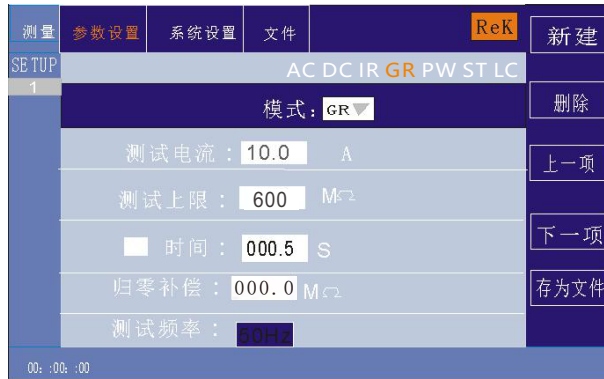 测量 参数设置 系统设置 文件 ReK 新建
SETUP AC DC IR GR PW ST LC
1
模式：GR
删除
测试电流：10.0 A
上一项
测试上限：600 MΩ
时间：000.5 S
下一项
归零补偿：000.0 MΩ
存为文件
测试频率：50Hz
00: :00: :00